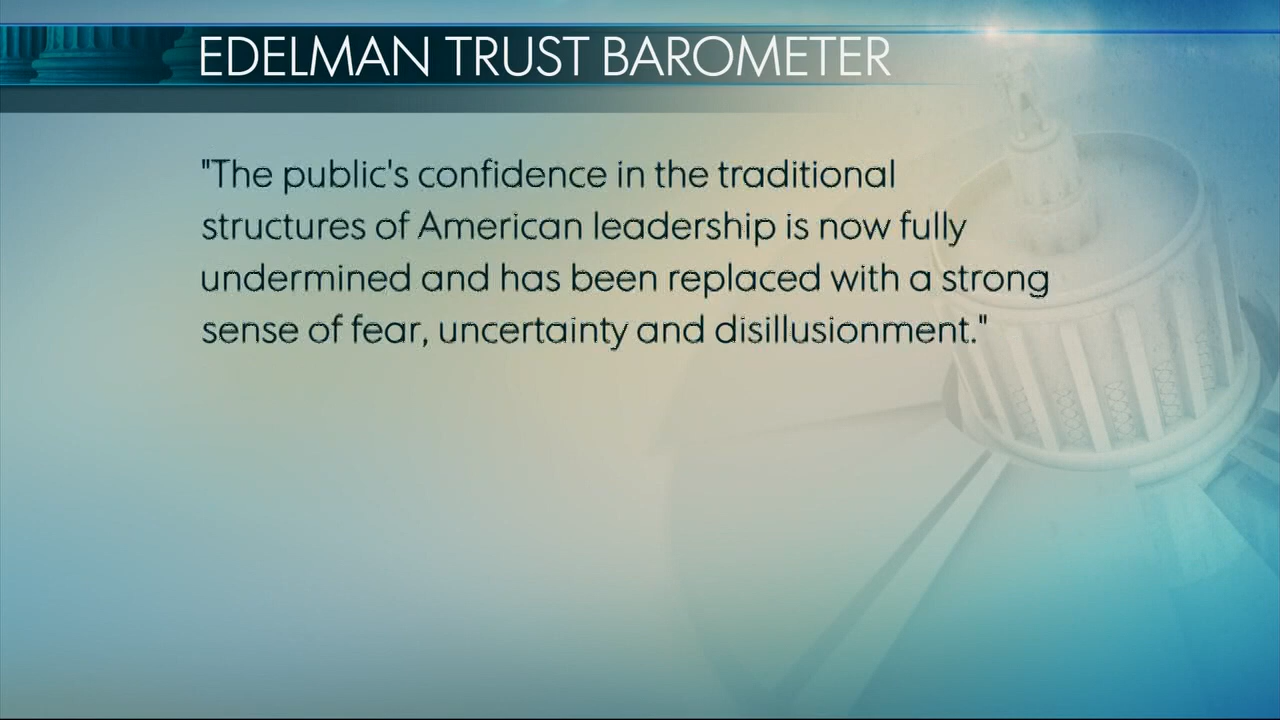 EDELMAN TRUST BAROMETER
"The public's confidence in the traditional
structures of American leadership is now fully
undermined and has been replaced with a strong
sense of fear, uncertainty and disillusionment."